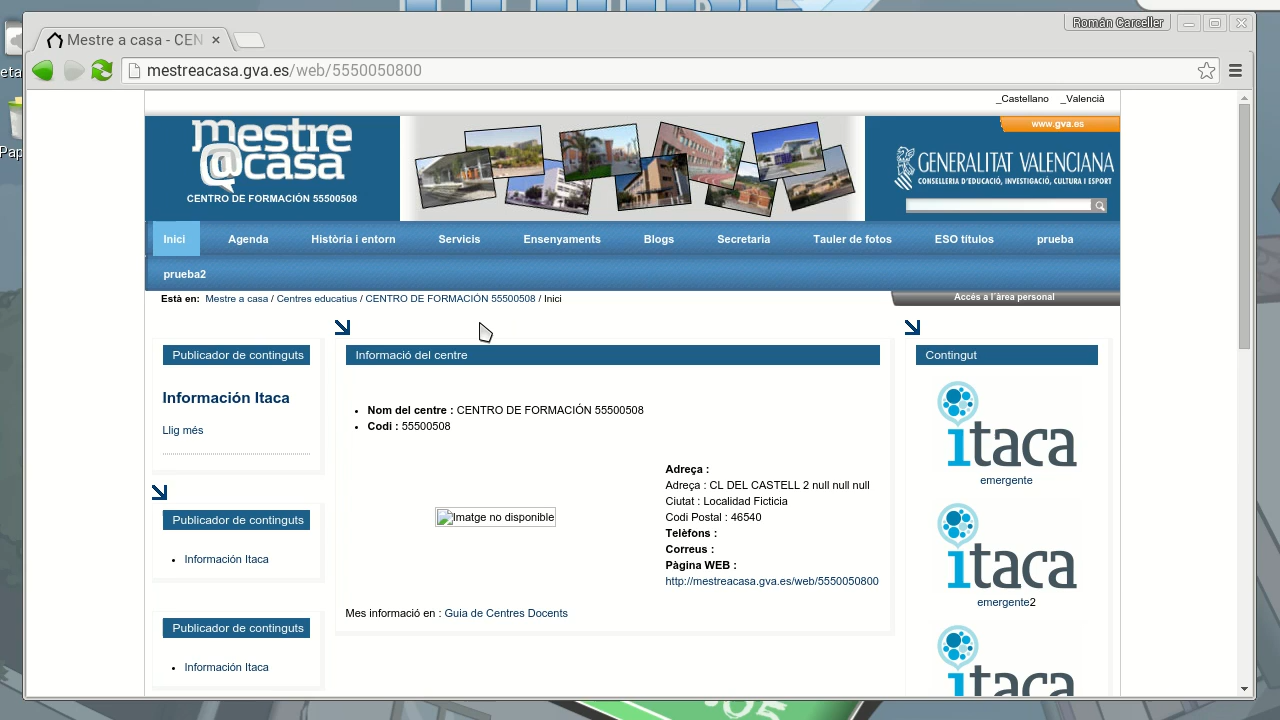 Román Carceller
Mestre a casa - CEN
mestreacasa.gva.es/web/5550050800
_Castellano _Valencià
mestre
@casa
CENTRO DE FORMACIÓN 55500508
www.gva.es
GENERALITAT VALENCIANA
CONSELLERIA D'EDUCACIÓ, INVESTIGACIÓ, CULTURA I ESPORT
Inici Agenda Història i entorn Servicis Ensenyaments Blogs Secretaria Tauler de fotos ESO títulos prueba
prueba2
Està en: Mestre a casa / Centres educatius / CENTRO DE FORMACIÓN 55500508 / Inici
Accés a l´àrea personal
Publicador de continguts
Información Itaca
Llig més
Publicador de continguts
Información Itaca
Publicador de continguts
Información Itaca
Informació del centre
Nom del centre : CENTRO DE FORMACIÓN 55500508
Codi : 55500508
Imatge no disponible
Adreça :
Adreça : CL DEL CASTELL 2 null null null
Ciutat : Localidad Ficticia
Codi Postal : 46540
Telèfons :
Correus :
Pàgina WEB :
http://mestreacasa.gva.es/web/5550050800
Mes informació en : Guia de Centres Docents
Contingut
itaca
emergente
itaca
emergente2
itaca